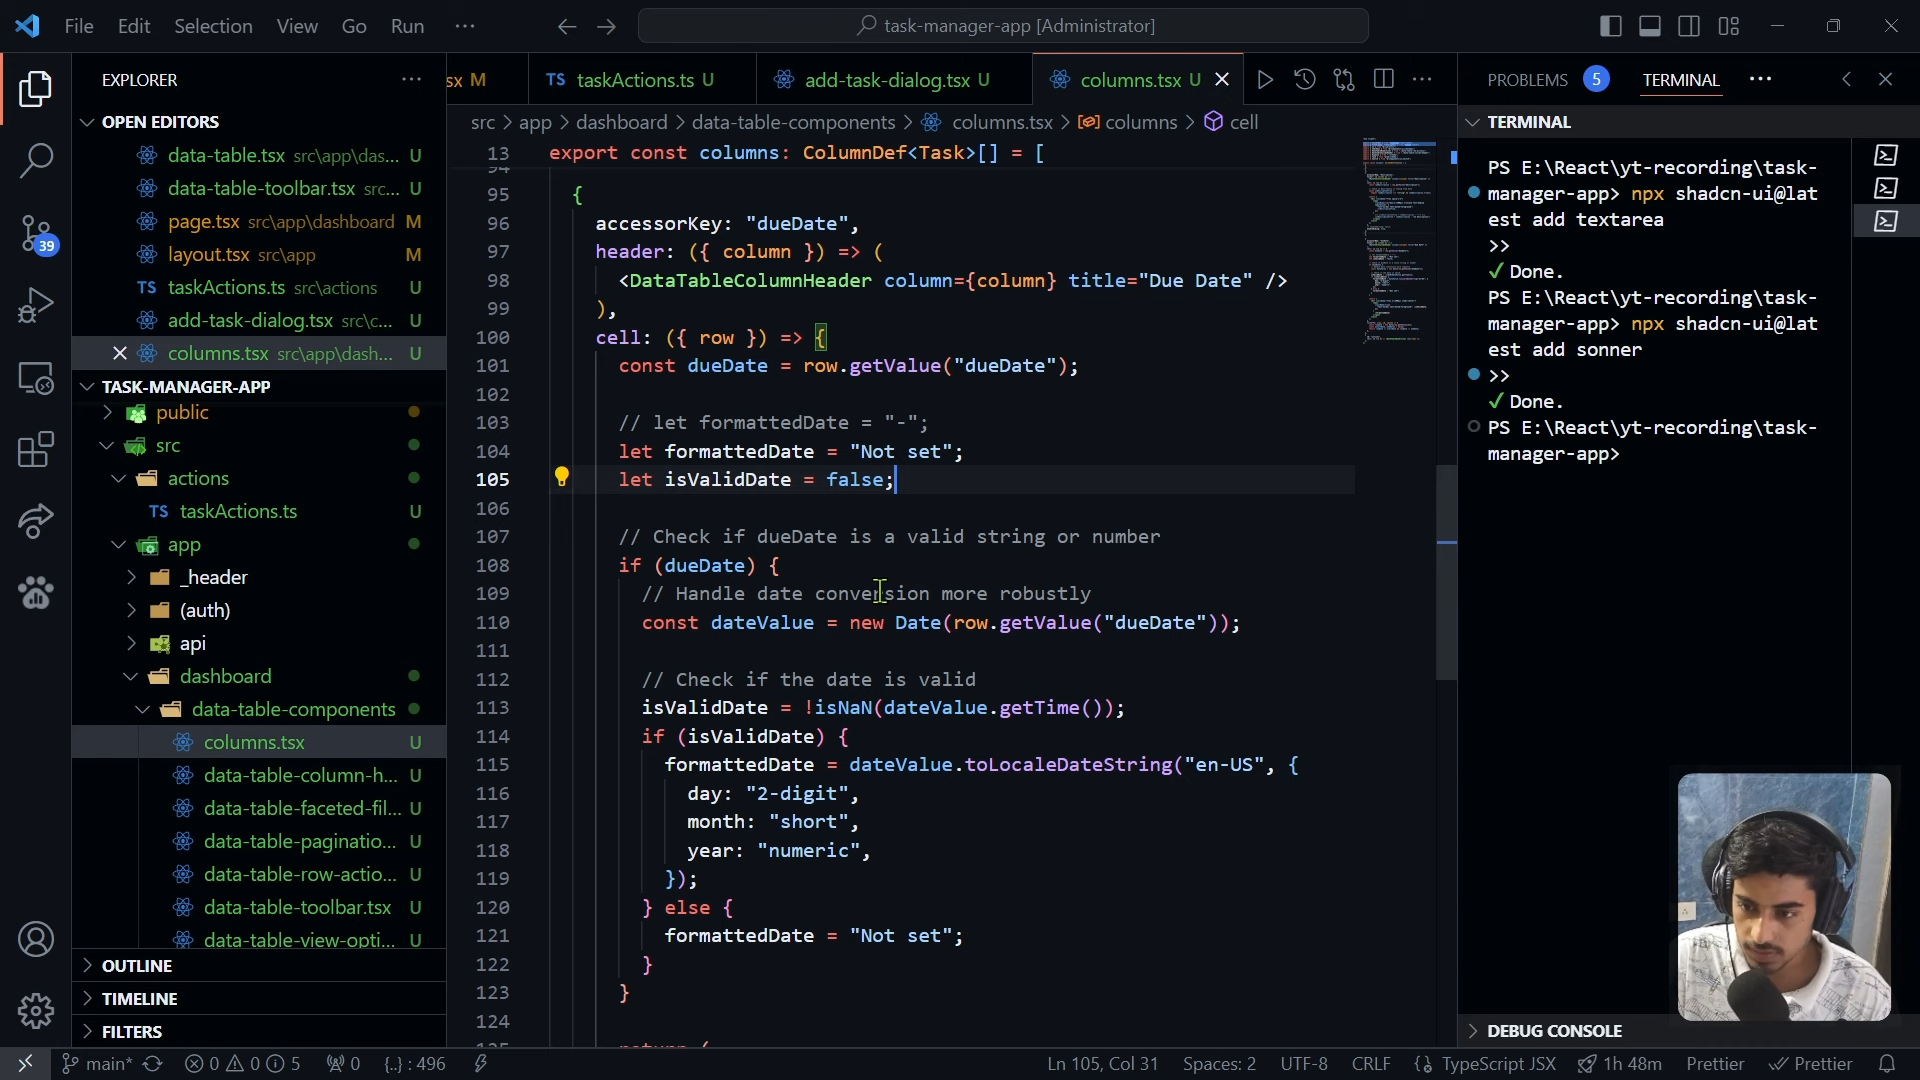 File Edit Selection View Go Run ···
task-manager-app [Administrator]
EXPLORER ···
OPEN EDITORS
data-table.tsx src\app\das... U
data-table-toolbar.tsx src... U
page.tsx src\app\dashboard M
layout.tsx src\app M
TS taskActions.ts src\actions U
add-task-dialog.tsx src\c... U
columns.tsx src\app\dash... U
TASK-MANAGER-APP
public
src
actions
TS taskActions.ts U
app
_header
(auth)
api
dashboard
data-table-components
columns.tsx U
data-table-column-h... U
data-table-faceted-fil... U
data-table-paginatio... U
data-table-row-actio... U
data-table-toolbar.tsx U
data-table-view-opti... U
OUTLINE
TIMELINE
FILTERS
39
sx M TS taskActions.ts U add-task-dialog.tsx U columns.tsx U
src > app > dashboard > data-table-components > columns.tsx > columns > cell
13 export const columns: ColumnDef<Task>[] = [
94
95 {
96 accessorKey: "dueDate",
97 header: ({ column }) => (
98 <DataTableColumnHeader column={column} title="Due Date" />
99 ),
100 cell: ({ row }) => {
101 const dueDate = row.getValue("dueDate");
102
103 // let formattedDate = "-";
104 let formattedDate = "Not set";
105 let isValidDate = false;
106
107 // Check if dueDate is a valid string or number
108 if (dueDate) {
109 // Handle date conversion more robustly
110 const dateValue = new Date(row.getValue("dueDate"));
111
112 // Check if the date is valid
113 isValidDate = !isNaN(dateValue.getTime());
114 if (isValidDate) {
115 formattedDate = dateValue.toLocaleDateString("en-US", {
116 day: "2-digit",
117 month: "short",
118 year: "numeric",
119 });
120 } else {
121 formattedDate = "Not set";
122 }
123 }
124
125 return (
PROBLEMS 5 TERMINAL ···
TERMINAL
PS E:\React\yt-recording\task-
manager-app> npx shadcn-ui@lat
est add textarea
>>
✓ Done.
PS E:\React\yt-recording\task-
manager-app> npx shadcn-ui@lat
est add sonner
>>
✓ Done.
PS E:\React\yt-recording\task-
manager-app>
DEBUG CONSOLE
main* 0 0 5 0 {..} : 496 Ln 105, Col 31 Spaces: 2 UTF-8 CRLF TypeScript JSX 1h 48m Prettier Prettier